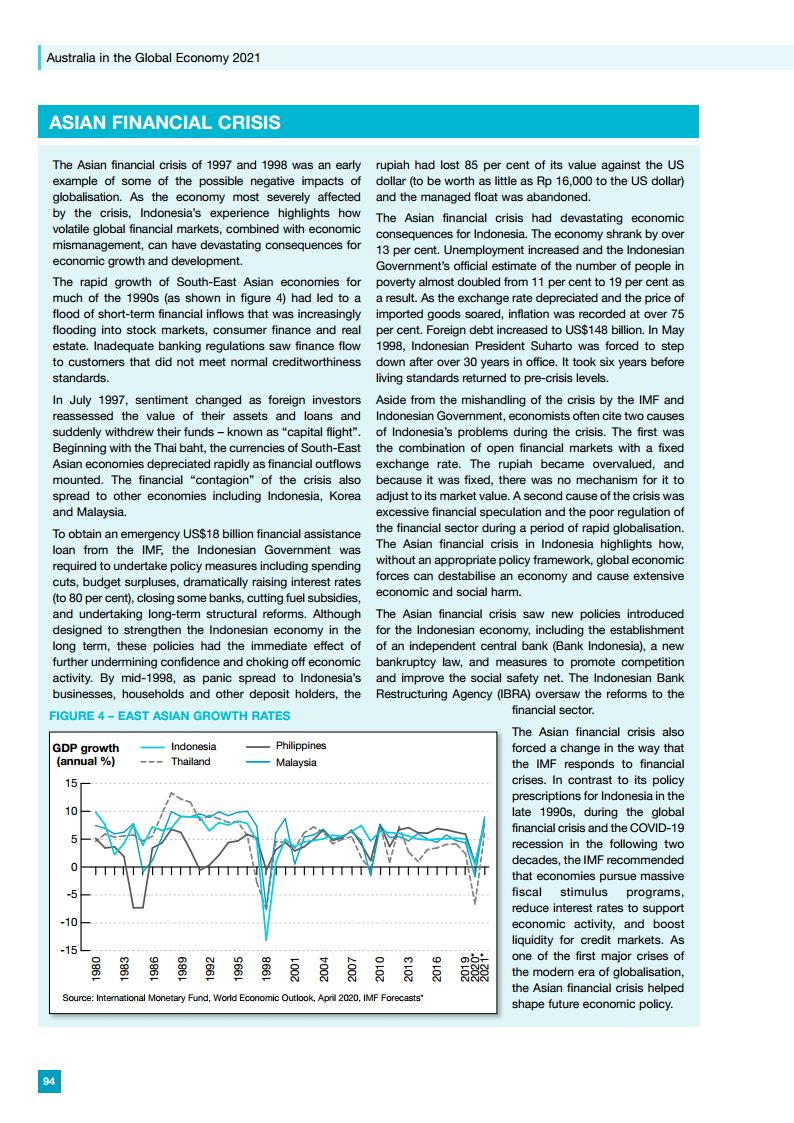 Australia in the Global Economy 2021
ASIAN FINANCIAL CRISIS
The Asian financial crisis of 1997 and 1998 was an early
example of some of the possible negative impacts of
globalisation. As the economy most severely affected
by the crisis, Indonesia’s experience highlights how
volatile global financial markets, combined with economic
mismanagement, can have devastating consequences for
economic growth and development.
The rapid growth of South-East Asian economies for
much of the 1990s (as shown in figure 4) had led to a
flood of short-term financial inflows that was increasingly
flooding into stock markets, consumer finance and real
estate. Inadequate banking regulations saw finance flow
to customers that did not meet normal creditworthiness
standards.
In July 1997, sentiment changed as foreign investors
reassessed the value of their assets and loans and
suddenly withdrew their funds – known as “capital flight”.
Beginning with the Thai baht, the currencies of South-East
Asian economies depreciated rapidly as financial outflows
mounted. The financial “contagion” of the crisis also
spread to other economies including Indonesia, Korea
and Malaysia.
To obtain an emergency US$18 billion financial assistance
loan from the IMF, the Indonesian Government was
required to undertake policy measures including spending
cuts, budget surpluses, dramatically raising interest rates
(to 80 per cent), closing some banks, cutting fuel subsidies,
and undertaking long-term structural reforms. Although
designed to strengthen the Indonesian economy in the
long term, these policies had the immediate effect of
further undermining confidence and choking off economic
activity. By mid-1998, as panic spread to Indonesia’s
businesses, households and other deposit holders, the
rupiah had lost 85 per cent of its value against the US
dollar (to be worth as little as Rp 16,000 to the US dollar)
and the managed float was abandoned.
The Asian financial crisis had devastating economic
consequences for Indonesia. The economy shrank by over
13 per cent. Unemployment increased and the Indonesian
Government’s official estimate of the number of people in
poverty almost doubled from 11 per cent to 19 per cent as
a result. As the exchange rate depreciated and the price of
imported goods soared, inflation was recorded at over 75
per cent. Foreign debt increased to US$148 billion. In May
1998, Indonesian President Suharto was forced to step
down after over 30 years in office. It took six years before
living standards returned to pre-crisis levels.
Aside from the mishandling of the crisis by the IMF and
Indonesian Government, economists often cite two causes
of Indonesia’s problems during the crisis. The first was
the combination of open financial markets with a fixed
exchange rate. The rupiah became overvalued, and
because it was fixed, there was no mechanism for it to
adjust to its market value. A second cause of the crisis was
excessive financial speculation and the poor regulation of
the financial sector during a period of rapid globalisation.
The Asian financial crisis in Indonesia highlights how,
without an appropriate policy framework, global economic
forces can destabilise an economy and cause extensive
economic and social harm.
The Asian financial crisis saw new policies introduced
for the Indonesian economy, including the establishment
of an independent central bank (Bank Indonesia), a new
bankruptcy law, and measures to promote competition
and improve the social safety net. The Indonesian Bank
Restructuring Agency (IBRA) oversaw the reforms to the
financial sector.
The Asian financial crisis also
forced a change in the way that
the IMF responds to financial
crises. In contrast to its policy
prescriptions for Indonesia in the
late 1990s, during the global
financial crisis and the COVID-19
recession in the following two
decades, the IMF recommended
that economies pursue massive
fiscal stimulus programs,
reduce interest rates to support
economic activity, and boost
liquidity for credit markets. As
one of the first major crises of
the modern era of globalisation,
the Asian financial crisis helped
shape future economic policy.
FIGURE 4 – EAST ASIAN GROWTH RATES
GDP growth
(annual %)
Indonesia
Thailand
Philippines
Malaysia
15
10
5
0
-5
-10
-15
1980
1983
1986
1989
1992
1995
1998
2001
2004
2007
2010
2013
2016
2019
2020*
2021*
Source: International Monetary Fund, World Economic Outlook, April 2020, IMF Forecasts*
94